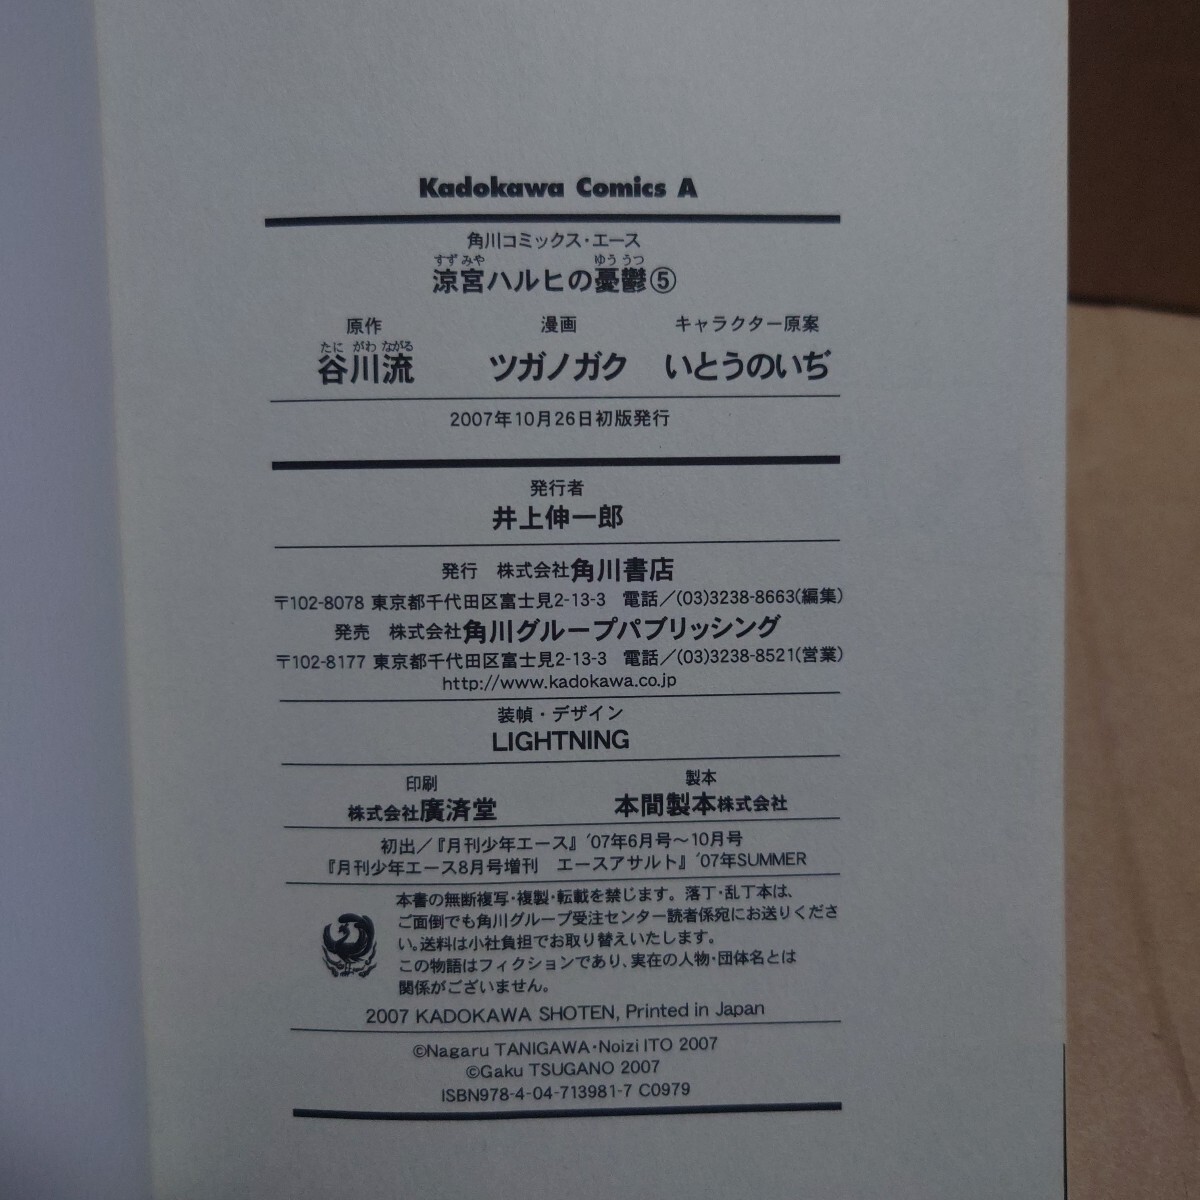 Kadokawa Comics A
角川コミックス・エース
すず みや ゆう うつ
涼宮ハルヒの憂鬱⑤
原作 漫画 キャラクター原案
たに がわ ながる
谷川流 ツガノガク いとうのいぢ
2007年10月26日初版発行
発行者
井上伸一郎
発行 株式会社角川書店
〒102-8078 東京都千代田区富士見2-13-3 電話／(03)3238-8663(編集)
発売 株式会社角川グループパブリッシング
〒102-8177 東京都千代田区富士見2-13-3 電話／(03)3238-8521(営業)
http://www.kadokawa.co.jp
装幀・デザイン
LIGHTNING
印刷 製本
株式会社廣済堂 本間製本株式会社
初出／『月刊少年エース』'07年6月号～10月号
『月刊少年エース8月号増刊 エースアサルト』'07年SUMMER
本書の無断複写・複製・転載を禁じます。落丁・乱丁本は、
ご面倒でも角川グループ受注センター読者係宛にお送りくださ
い。送料は小社負担でお取り替えいたします。
この物語はフィクションであり、実在の人物・団体名とは
関係がございません。
2007 KADOKAWA SHOTEN, Printed in Japan
©Nagaru TANIGAWA・Noizi ITO 2007
©Gaku TSUGANO 2007
ISBN978-4-04-713981-7 C0979